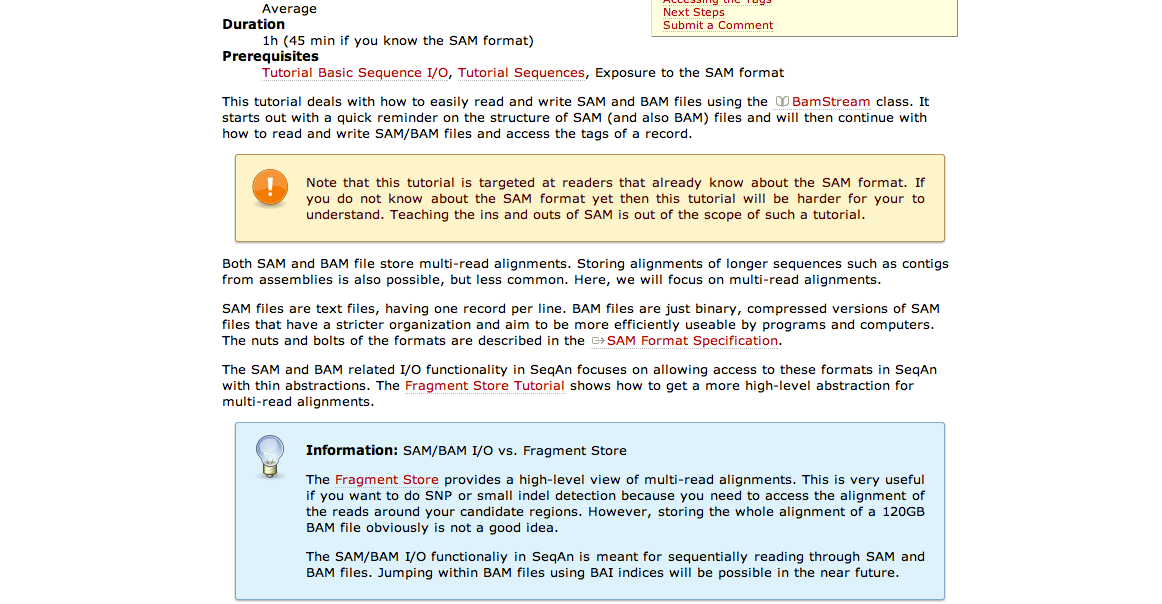 Average
Accessing the Tags
Next Steps
Submit a Comment
Duration
1h (45 min if you know the SAM format)
Prerequisites
Tutorial Basic Sequence I/O, Tutorial Sequences, Exposure to the SAM format
This tutorial deals with how to easily read and write SAM and BAM files using the BamStream class. It
starts out with a quick reminder on the structure of SAM (and also BAM) files and will then continue with
how to read and write SAM/BAM files and access the tags of a record.
Note that this tutorial is targeted at readers that already know about the SAM format. If
you do not know about the SAM format yet then this tutorial will be harder for your to
understand. Teaching the ins and outs of SAM is out of the scope of such a tutorial.
Both SAM and BAM file store multi-read alignments. Storing alignments of longer sequences such as contigs
from assemblies is also possible, but less common. Here, we will focus on multi-read alignments.
SAM files are text files, having one record per line. BAM files are just binary, compressed versions of SAM
files that have a stricter organization and aim to be more efficiently useable by programs and computers.
The nuts and bolts of the formats are described in the SAM Format Specification.
The SAM and BAM related I/O functionality in SeqAn focuses on allowing access to these formats in SeqAn
with thin abstractions. The Fragment Store Tutorial shows how to get a more high-level abstraction for
multi-read alignments.
Information: SAM/BAM I/O vs. Fragment Store
The Fragment Store provides a high-level view of multi-read alignments. This is very useful
if you want to do SNP or small indel detection because you need to access the alignment of
the reads around your candidate regions. However, storing the whole alignment of a 120GB
BAM file obviously is not a good idea.
The SAM/BAM I/O functionaliy in SeqAn is meant for sequentially reading through SAM and
BAM files. Jumping within BAM files using BAI indices will be possible in the near future.